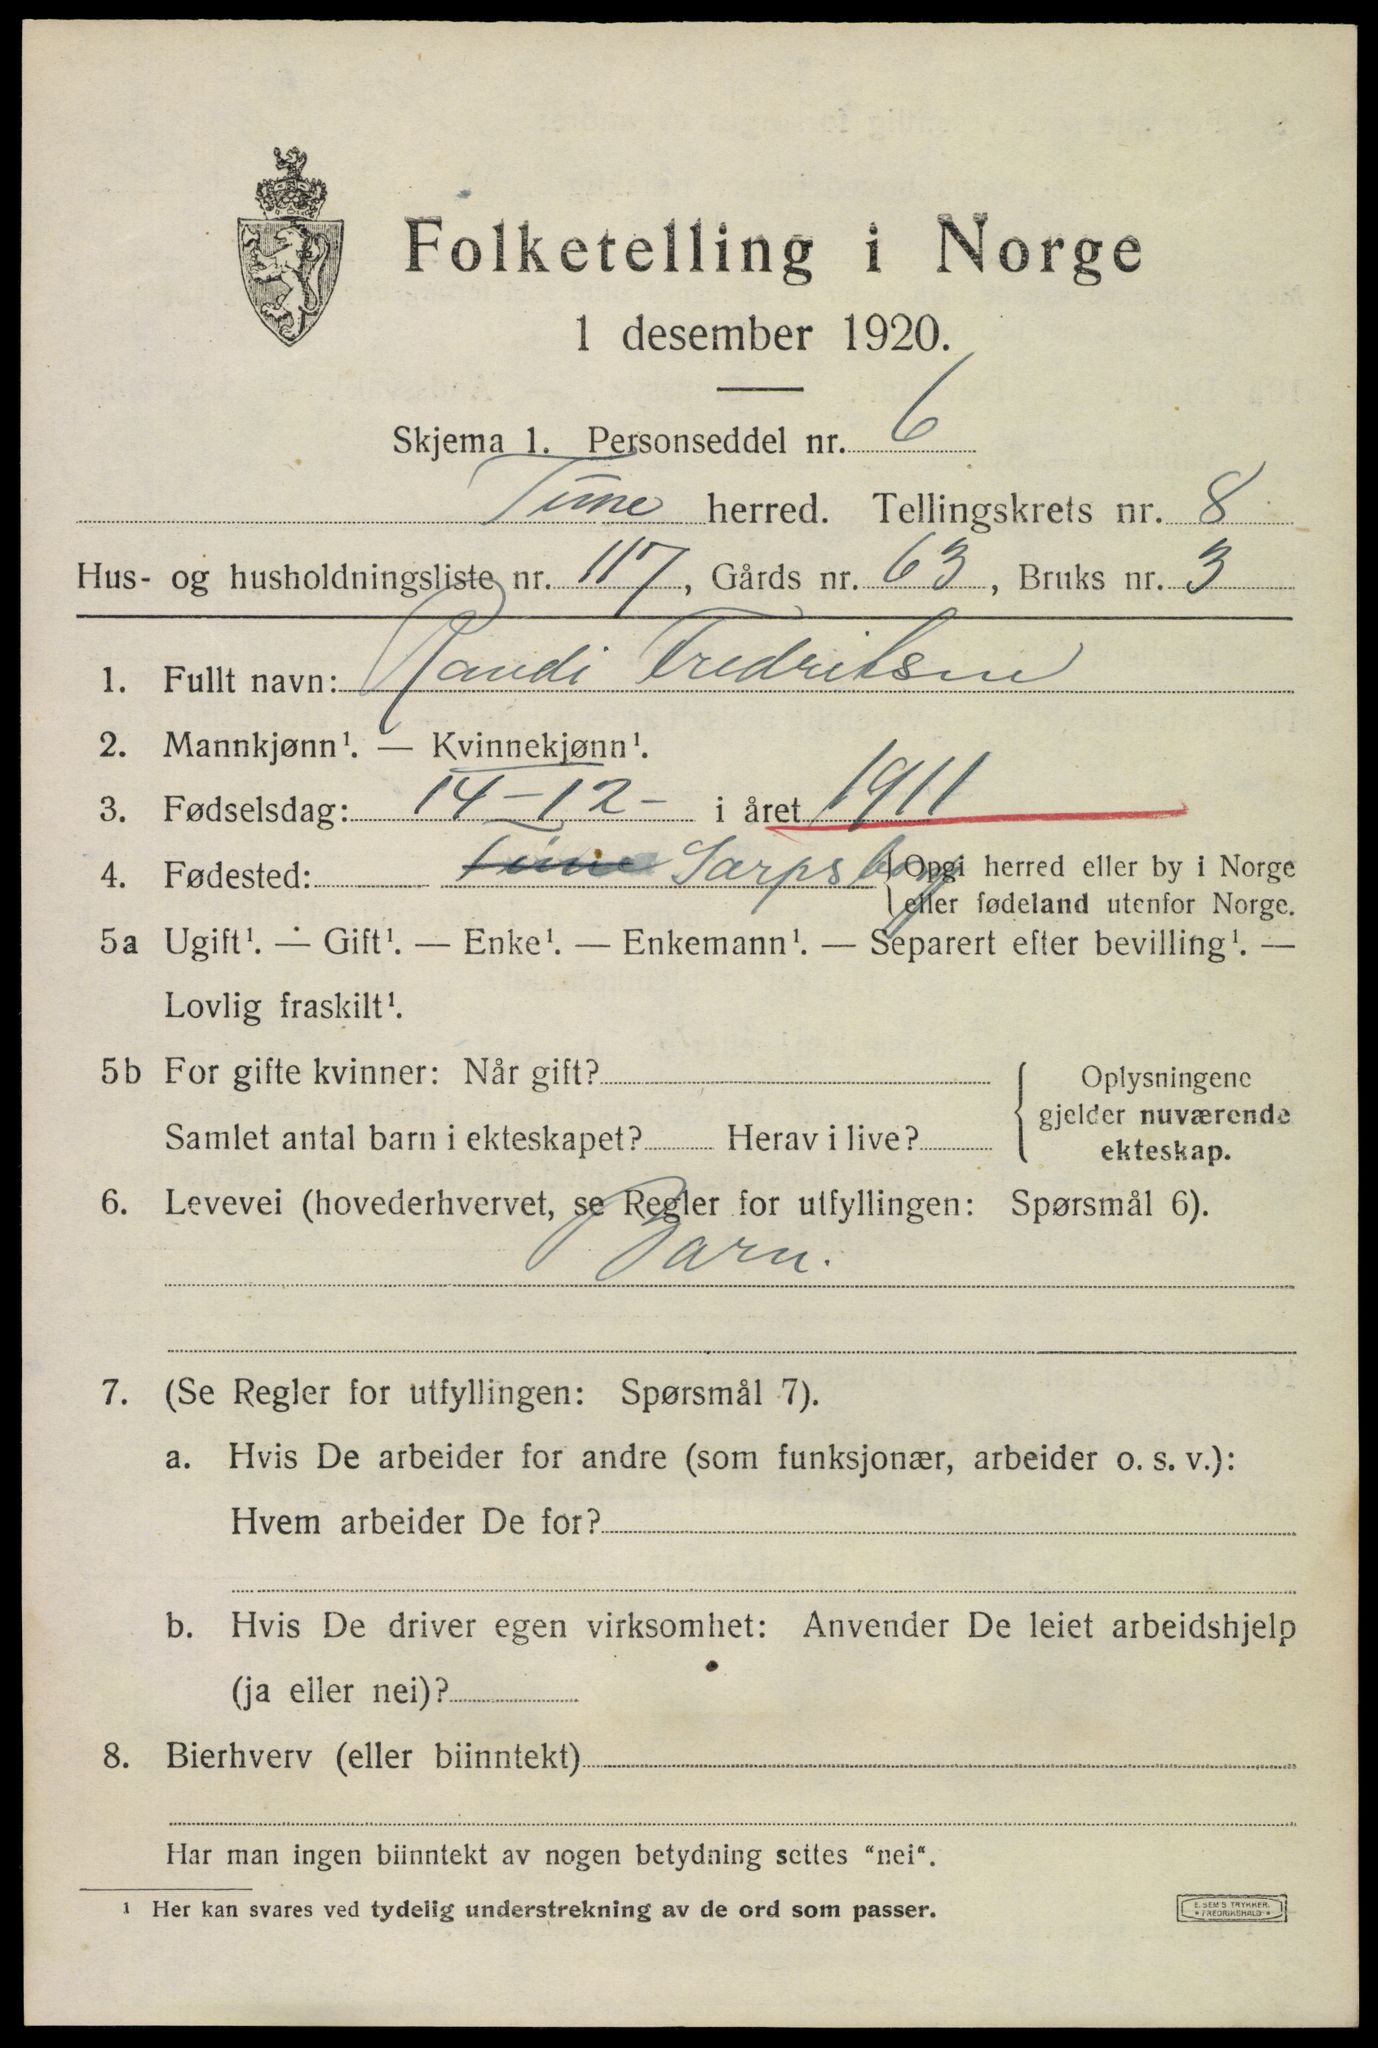 Folketelling i Norge
1 desember 1920.
Skjema 1. Personseddel nr. 6
Tune herred. Tellingskrets nr. 8
Hus- og husholdningsliste nr. 117, Gårds nr. 63, Bruks nr. 3
1. Fullt navn: Randi Fredriksen
2. Mannkjønn¹. — Kvinnekjønn¹.
3. Fødselsdag: 14-12- i året 1911
4. Fødested: Tune Sarpsborg {Opgi herred eller by i Norge
eller fødeland utenfor Norge.
5a Ugift¹. — Gift¹. — Enke¹. — Enkemann¹. — Separert efter bevilling¹. —
Lovlig fraskilt¹.
5b For gifte kvinner: Når gift?
Samlet antal barn i ekteskapet? Herav i live?
{ Oplysningene
gjelder nuværende
ekteskap.
6. Levevei (hovederhvervet, se Regler for utfyllingen: Spørsmål 6).
Barn.
7. (Se Regler for utfyllingen: Spørsmål 7).
a. Hvis De arbeider for andre (som funksjonær, arbeider o. s. v.):
Hvem arbeider De for?
b. Hvis De driver egen virksomhet: Anvender De leiet arbeidshjelp
(ja eller nei)?
8. Bierhverv (eller biinntekt)
Har man ingen biinntekt av nogen betydning settes "nei".
1 Her kan svares ved tydelig understrekning av de ord som passer.
E. SEM'S TRYKKER.
* FREDRIKSHALD *